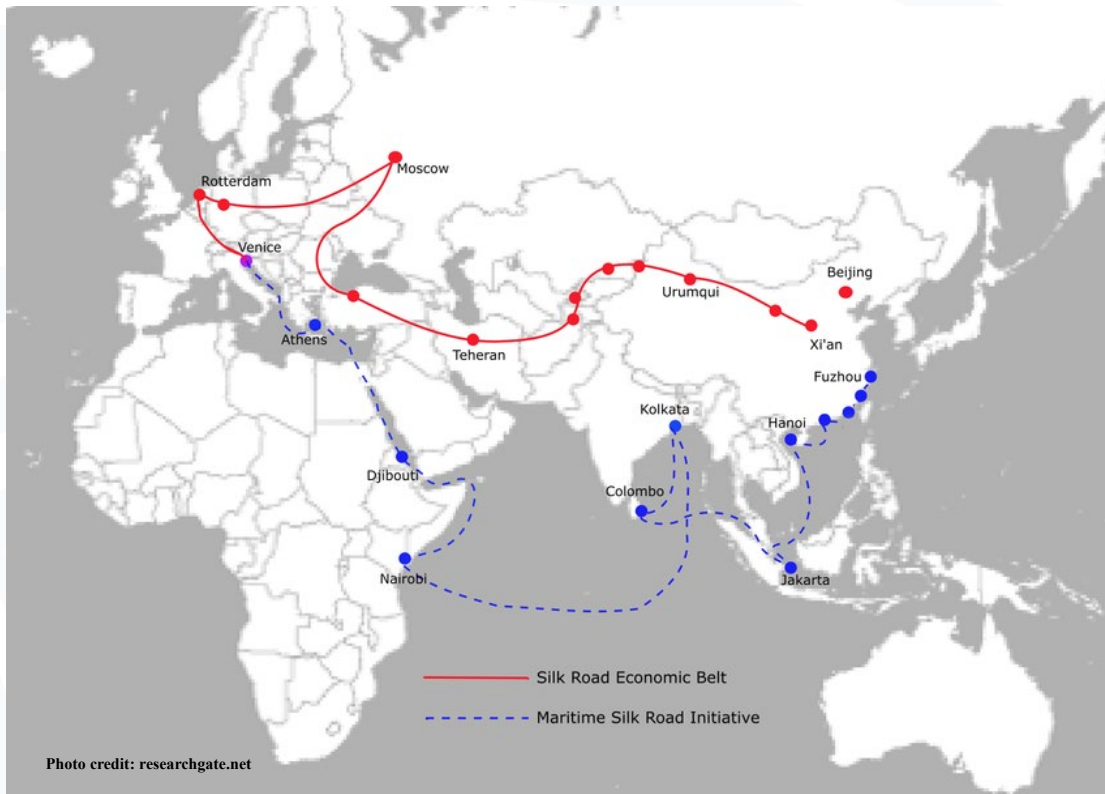 Moscow
Rotterdam
Venice
Beijing
Urumqui
Athens
Xi'an
Teheran
Fuzhou
Kolkata
Hanoi
Djibouti
Colombo
Nairobi
Jakarta
Silk Road Economic Belt
Maritime Silk Road Initiative
Photo credit: researchgate.net